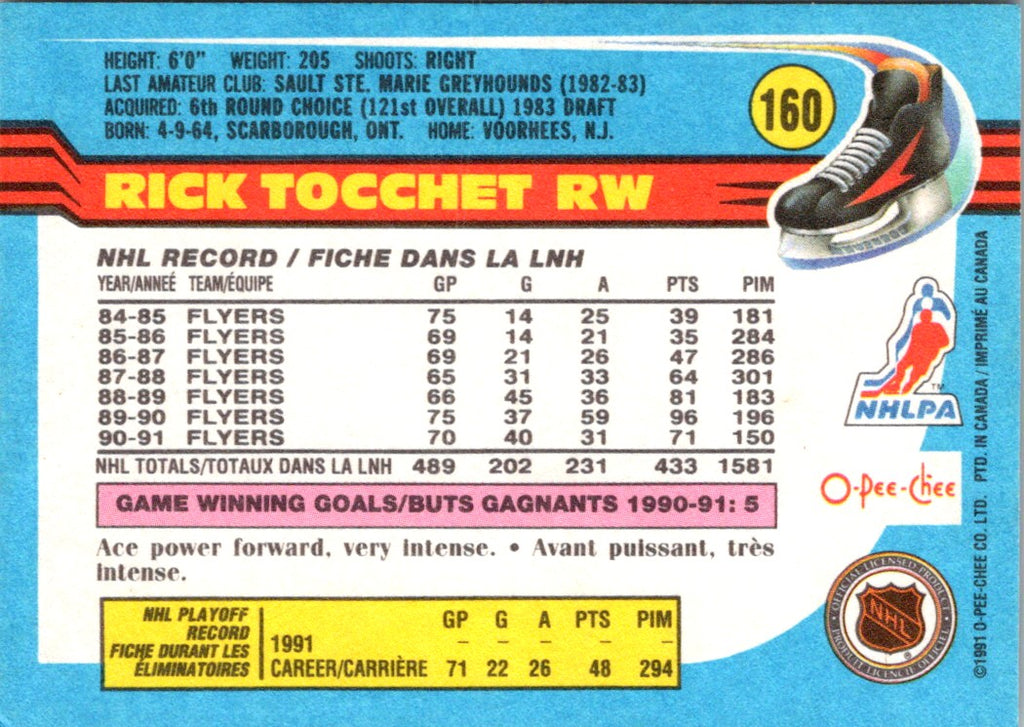 HEIGHT: 6'0" WEIGHT: 205 SHOOTS: RIGHT
LAST AMATEUR CLUB: SAULT STE. MARIE GREYHOUNDS (1982-83)
ACQUIRED: 6th ROUND CHOICE (121st OVERALL) 1983 DRAFT
BORN: 4-9-64, SCARBOROUGH, ONT. HOME: VOORHEES, N.J.
160
RICK TOCCHET RW
NHL RECORD / FICHE DANS LA LNH
YEAR/ANNEÉ TEAM/ÉQUIPE GP G A PTS PIM
84-85 FLYERS 75 14 25 39 181
85-86 FLYERS 69 14 21 35 284
86-87 FLYERS 69 21 26 47 286
87-88 FLYERS 65 31 33 64 301
88-89 FLYERS 66 45 36 81 183
89-90 FLYERS 75 37 59 96 196
90-91 FLYERS 70 40 31 71 150
NHL TOTALS/TOTAUX DANS LA LNH 489 202 231 433 1581
GAME WINNING GOALS/BUTS GAGNANTS 1990-91: 5
Ace power forward, very intense. • Avant puissant, très
intense.
NHL PLAYOFF
RECORD
FICHE DURANT LES
ÉLIMINATOIRES
GP G A PTS PIM
1991 – – – – –
CAREER/CARRIÈRE 71 22 26 48 294
TM
NHLPA
O-Pee-Chee
OFFICIAL LICENSED PRODUCT
NHL
®
PRODUIT LICENCIÉ OFFICIEL
©1991 O-PEE-CHEE CO. LTD. PTD. IN CANADA / IMPRIMÉ AU CANADA